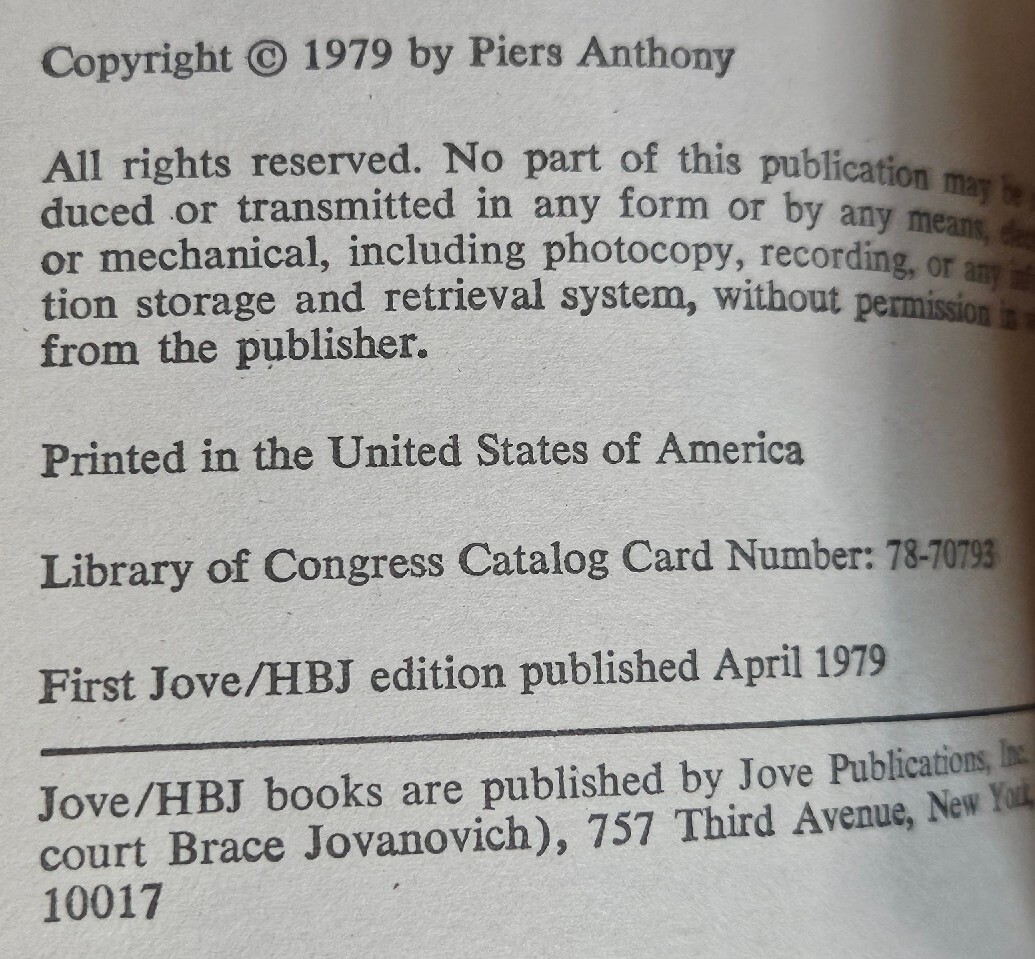 Copyright © 1979 by Piers Anthony
All rights reserved. No part of this publication may be
duced or transmitted in any form or by any means,
or mechanical, including photocopy, recording, or any
tion storage and retrieval system, without permission in
from the publisher.
Printed in the United States of America
Library of Congress Catalog Card Number: 78-70793
First Jove/HBJ edition published April 1979
Jove/HBJ books are published by Jove Publications, Inc.
court Brace Jovanovich), 757 Third Avenue, New York,
10017